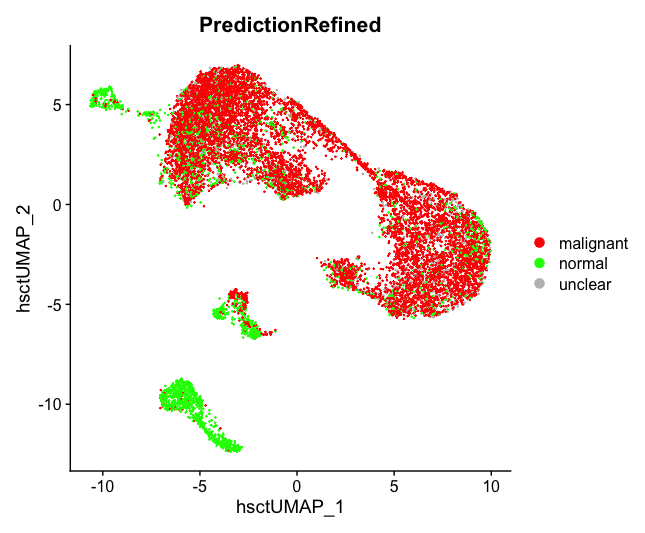 PredictionRefined
hsctUMAP_2
5
0
-5
-10
-10
-5
0
5
10
hsctUMAP_1
malignant
normal
unclear